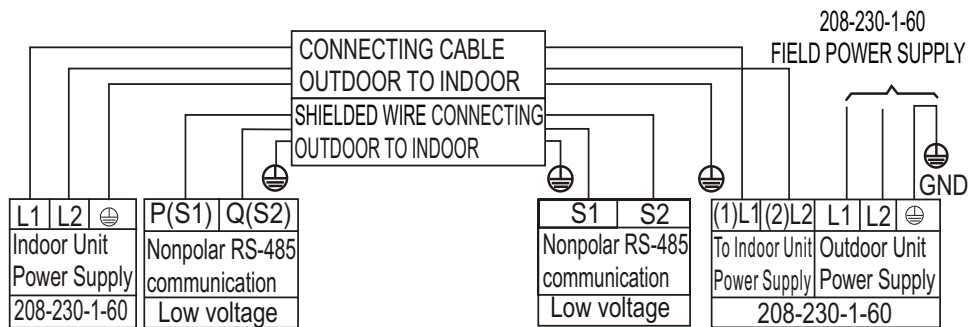 208-230-1-60
FIELD POWER SUPPLY
CONNECTING CABLE
OUTDOOR TO INDOOR
SHIELDED WIRE CONNECTING
OUTDOOR TO INDOOR
GND
L1 L2
Indoor Unit
Power Supply
208-230-1-60
P(S1) Q(S2)
Nonpolar RS-485
communication
Low voltage
S1 S2
Nonpolar RS-485
communication
Low voltage
(1)L1 (2)L2 L1 L2
To Indoor Unit
Power Supply
Outdoor Unit
Power Supply
208-230-1-60